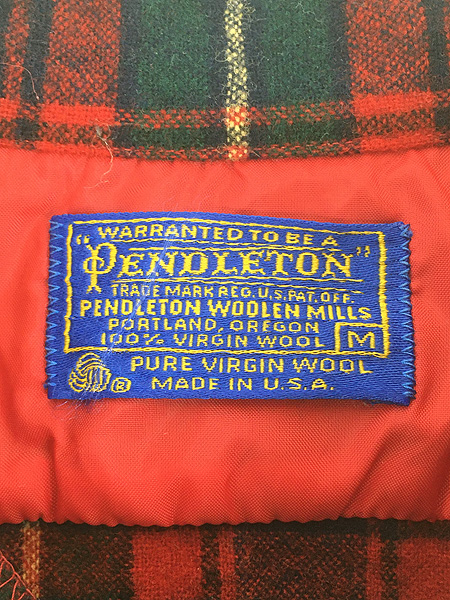 WARRANTED TO BE A
"PENDLETON"
TRADE MARK REG. U.S. PAT. OFF.
PENDLETON WOOLEN MILLS
PORTLAND, OREGON
100% VIRGIN WOOL M
® PURE VIRGIN WOOL
MADE IN U.S.A.